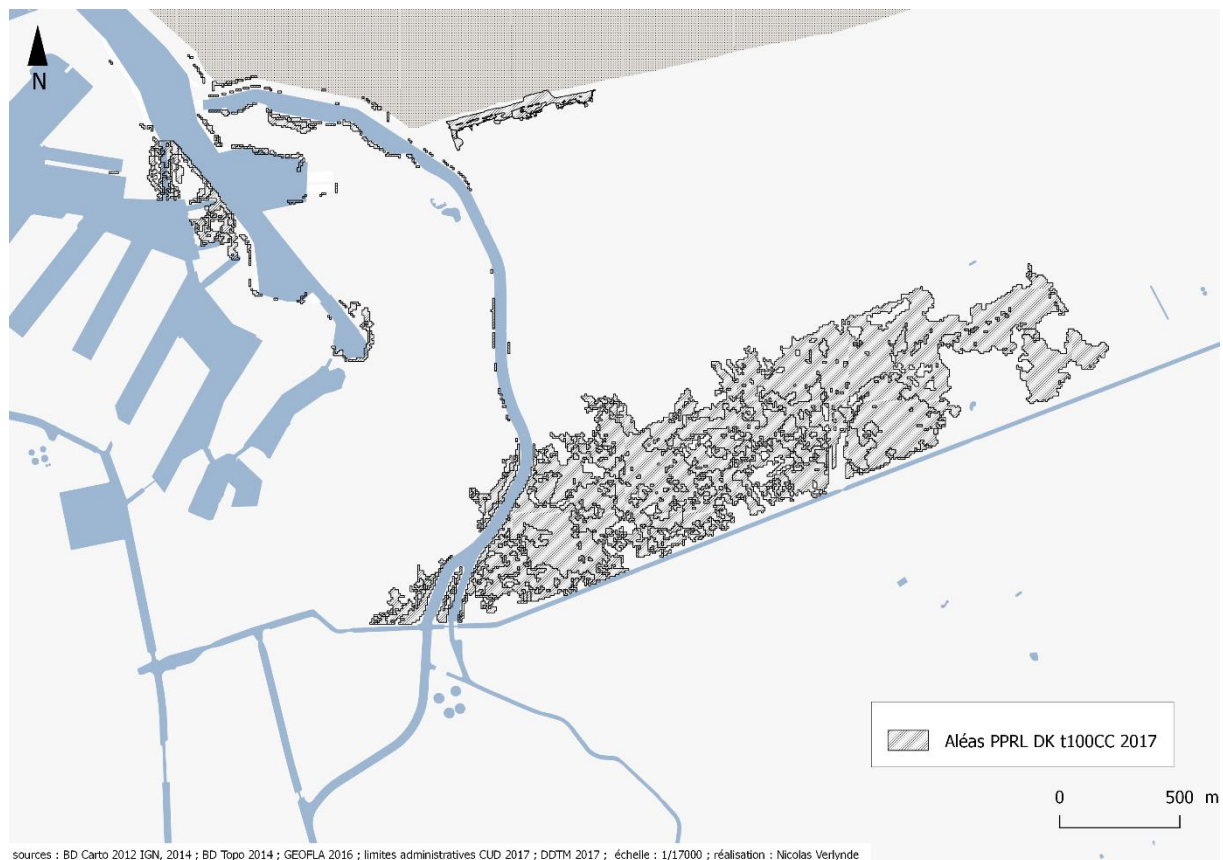 N
Aléas PPRL DK t100CC 2017
0 500 m
sources : BD Carto 2012 IGN, 2014 ; BD Topo 2014 ; GEOFLA 2016 ; limites administratives CUD 2017 ; DDTM 2017 ; échelle : 1/17000 ; réalisation : Nicolas Verlynde